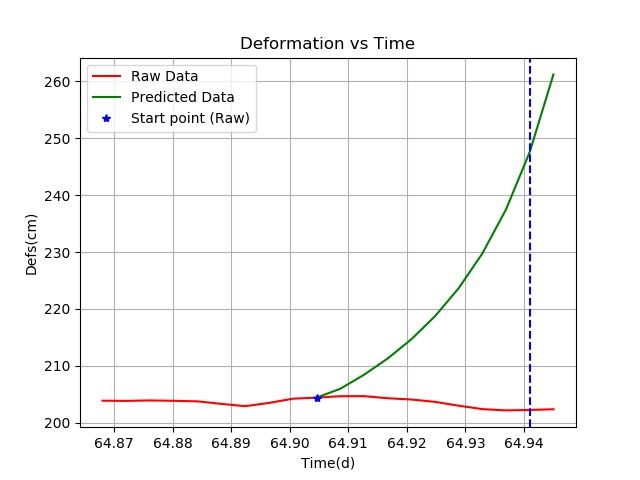 Deformation vs Time
Raw Data
Predicted Data
Start point (Raw)
260
250
240
230
220
210
200
Defs(cm)
64.87 64.88 64.89 64.90 64.91 64.92 64.93 64.94
Time(d)